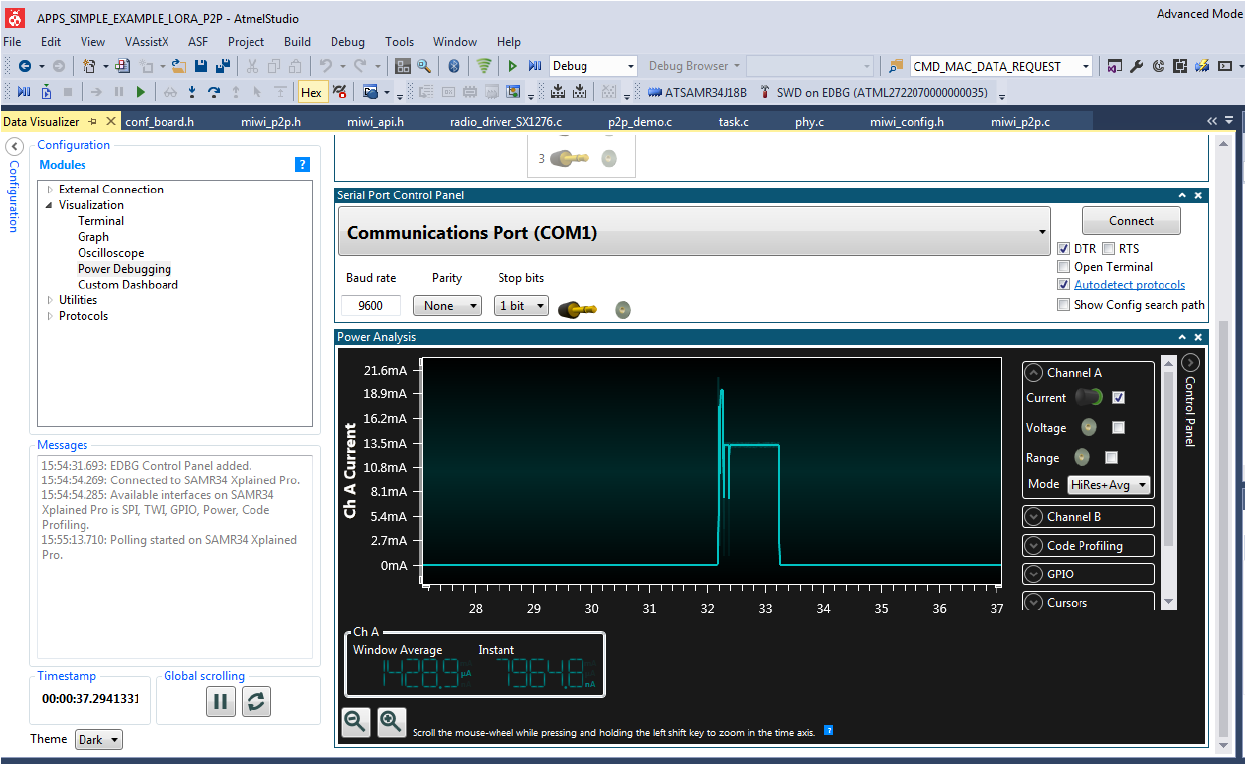 APPS_SIMPLE_EXAMPLE_LORA_P2P - AtmelStudio
Advanced Mode
File Edit View VAssistX ASF Project Build Debug Tools Window Help
Debug Debug Browser CMD_MAC_DATA_REQUEST
Hex ATSAMR34J18B SWD on EDBG (ATML2722070000000035)
Data Visualizer conf_board.h miwi_p2p.h miwi_api.h radio_driver_SX1276.c p2p_demo.c task.c phy.c miwi_config.h miwi_p2p.c
Configuration
Configuration
Modules
?
External Connection
Visualization
Terminal
Graph
Oscilloscope
Power Debugging
Custom Dashboard
Utilities
Protocols
Messages
15:54:31.693: EDBG Control Panel added.
15:54:54.269: Connected to SAMR34 Xplained Pro.
15:54:54.285: Available interfaces on SAMR34
Xplained Pro is SPI, TWI, GPIO, Power, Code
Profiling.
15:55:13.710: Polling started on SAMR34 Xplained
Pro.
Timestamp
00:00:37.2941331
Global scrolling
Theme Dark
3
Serial Port Control Panel
Communications Port (COM1)
Connect
DTR RTS
Open Terminal
Autodetect protocols
Show Config search path
Baud rate Parity Stop bits
9600 None 1 bit
Power Analysis
Ch A Current
21.6mA
18.9mA
16.2mA
13.5mA
10.8mA
8.1mA
5.4mA
2.7mA
0mA
28 29 30 31 32 33 34 35 36 37
Channel A
Current
Voltage
Range
Mode HiRes+Avg
Channel B
Code Profiling
GPIO
Cursors
Control Panel
Ch A
Window Average Instant
1428.9 µA 7964.8 nA
Scroll the mouse-wheel while pressing and holding the left shift key to zoom in the time axis. ?